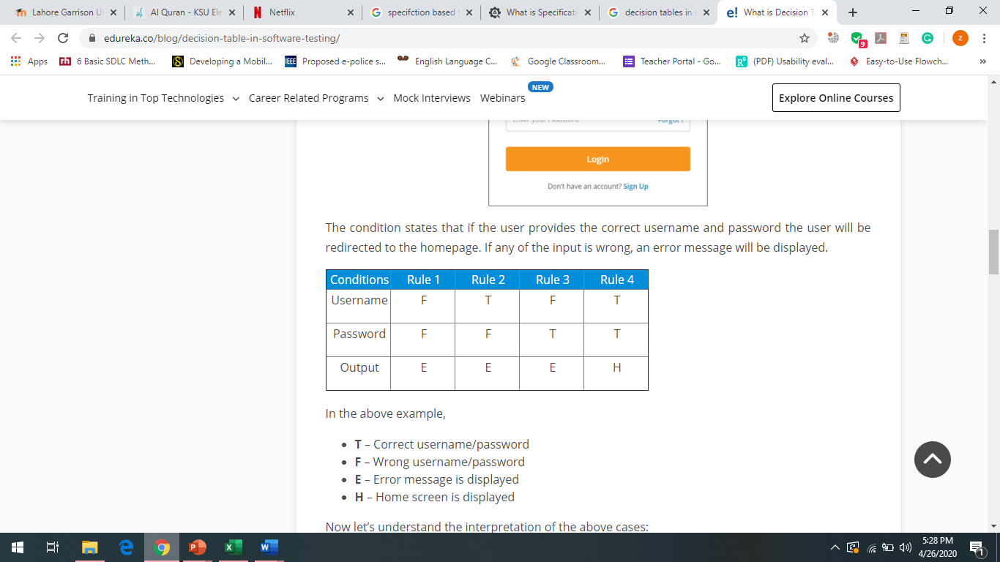 Lahore Garrison U
Al Quran - KSU Ele
Netflix
specifction based
What is Specificati
decision tables in s
e! What is Decision T
edureka.co/blog/decision-table-in-software-testing/
z
9
Apps
rh 6 Basic SDLC Meth...
Developing a Mobil...
IEEE Proposed e-police s...
English Language C...
Google Classroom...
Teacher Portal - Go...
(PDF) Usability eval...
Easy-to-Use Flowch...
»
NEW
Training in Top Technologies Career Related Programs Mock Interviews Webinars Explore Online Courses
Enter your Password Forgot ?
Login
Don't have an account? Sign Up
The condition states that if the user provides the correct username and password the user will be
redirected to the homepage. If any of the input is wrong, an error message will be displayed.
Conditions Rule 1 Rule 2 Rule 3 Rule 4
Username F T F T
Password F F T T
Output E E E H
In the above example,
• T – Correct username/password
• F – Wrong username/password
• E – Error message is displayed
• H – Home screen is displayed
Now let's understand the interpretation of the above cases:
5:28 PM
4/26/2020
1